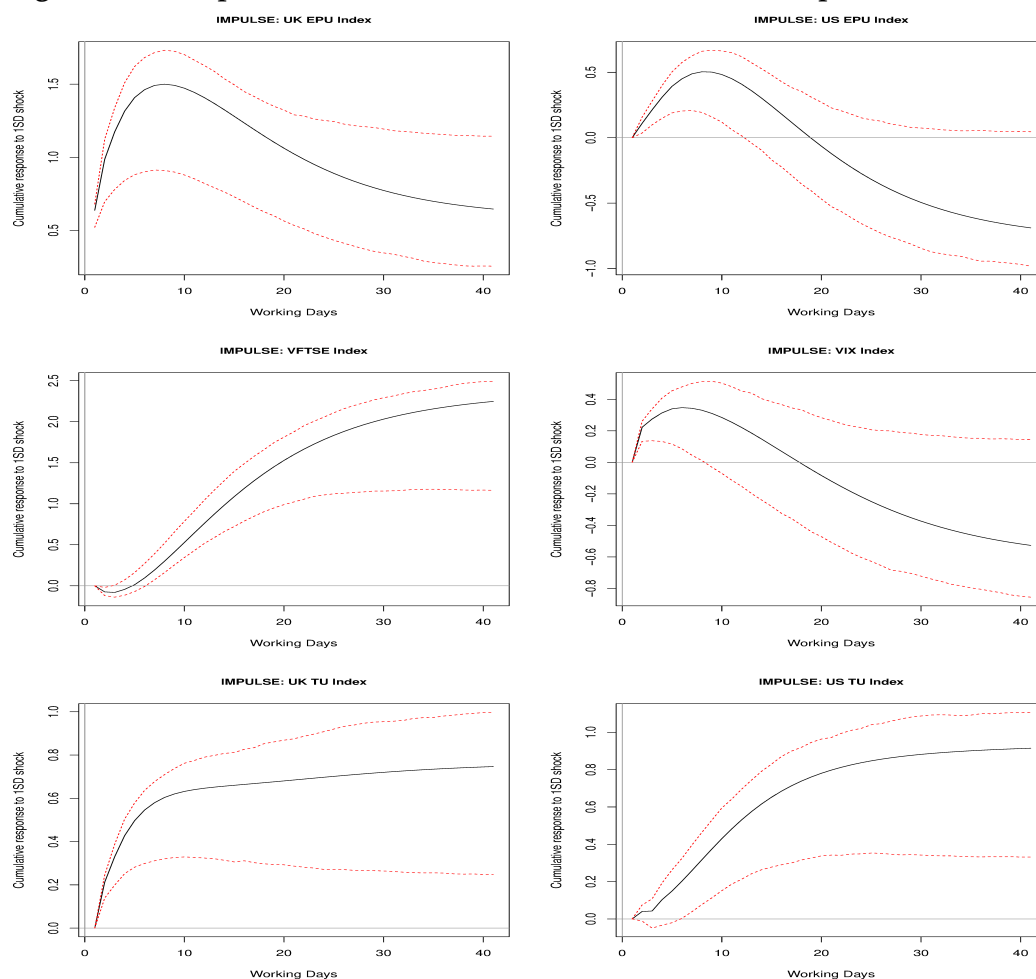 IMPULSE: UK EPU Index
Cumulative response to 1SD shock
1.5
1.0
0.5
0 10 20 30 40
Working Days
IMPULSE: US EPU Index
Cumulative response to 1SD shock
0.5
0.0
−0.5
−1.0
0 10 20 30 40
Working Days
IMPULSE: VFTSE Index
Cumulative response to 1SD shock
2.5
2.0
1.5
1.0
0.5
0.0
0 10 20 30 40
Working Days
IMPULSE: VIX Index
Cumulative response to 1SD shock
0.4
0.2
0.0
−0.2
−0.4
−0.6
−0.8
0 10 20 30 40
Working Days
IMPULSE: UK TU Index
Cumulative response to 1SD shock
1.0
0.8
0.6
0.4
0.2
0.0
0 10 20 30 40
Working Days
IMPULSE: US TU Index
Cumulative response to 1SD shock
1.0
0.8
0.6
0.4
0.2
0.0
0 10 20 30 40
Working Days